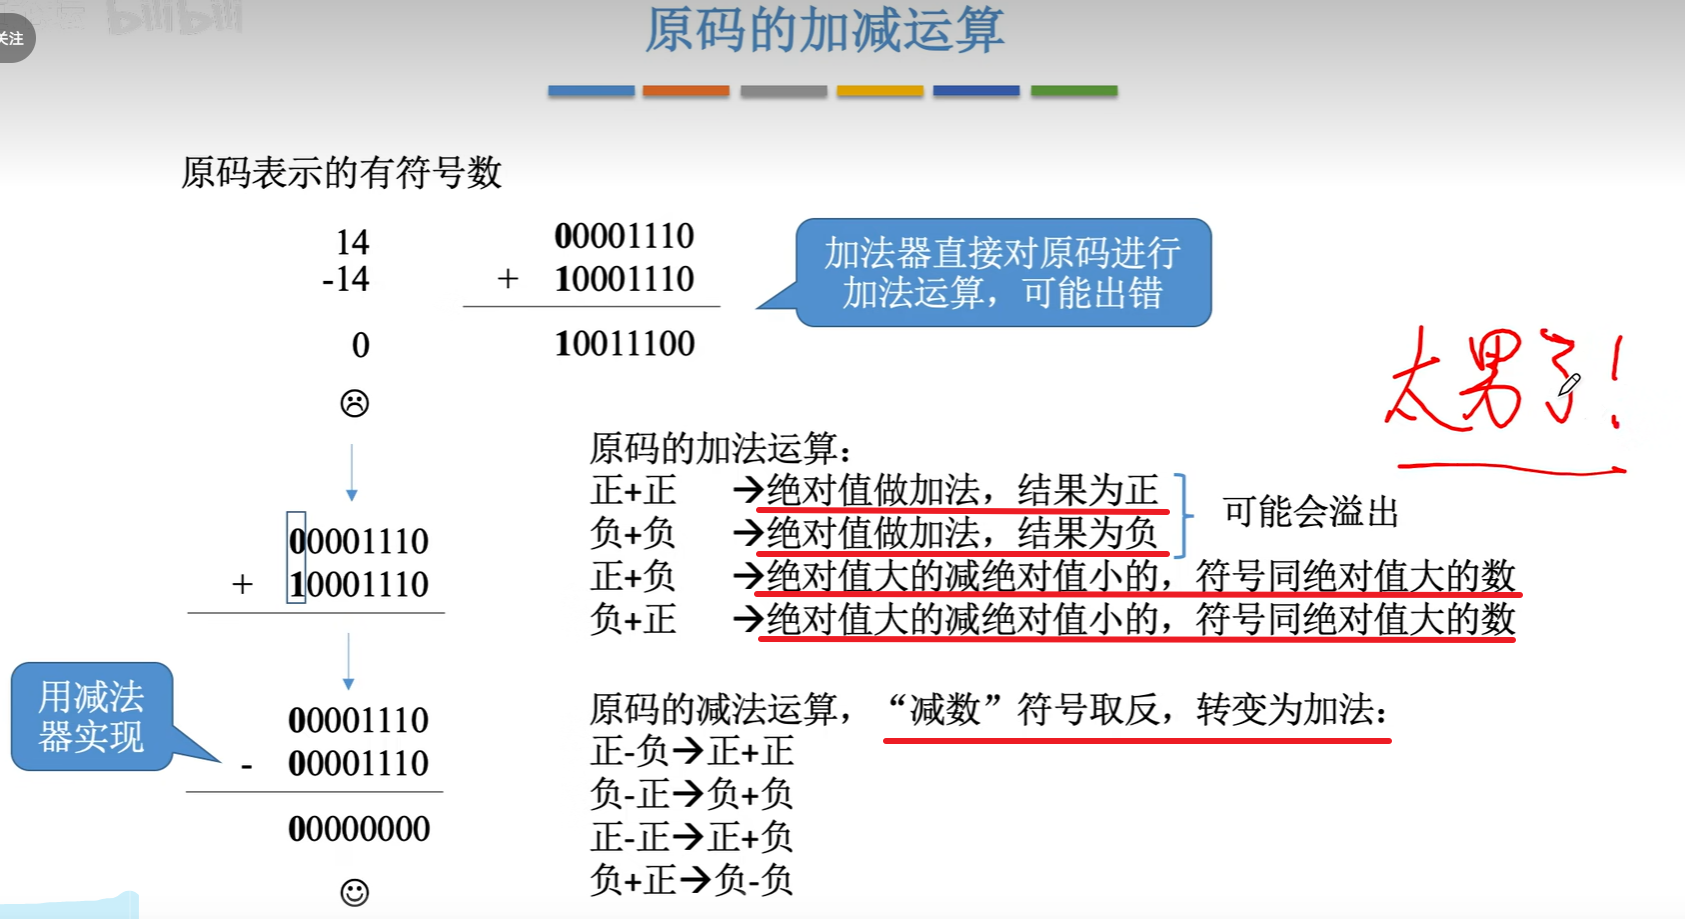 bilibili
关注
原码的加减运算
原码表示的有符号数
14
-14
0
00001110
+ 10001110
10011100
加法器直接对原码进行
加法运算，可能出错
太男了！
00001110
+ 10001110
用减法
器实现
00001110
- 00001110
00000000
原码的加法运算：
正+正 →绝对值做加法，结果为正
负+负 →绝对值做加法，结果为负
可能会溢出
正+负 →绝对值大的减绝对值小的，符号同绝对值大的数
负+正 →绝对值大的减绝对值小的，符号同绝对值大的数
原码的减法运算，“减数”符号取反，转变为加法：
正-负→正+正
负-正→负+负
正-正→正+负
负+正→负-负